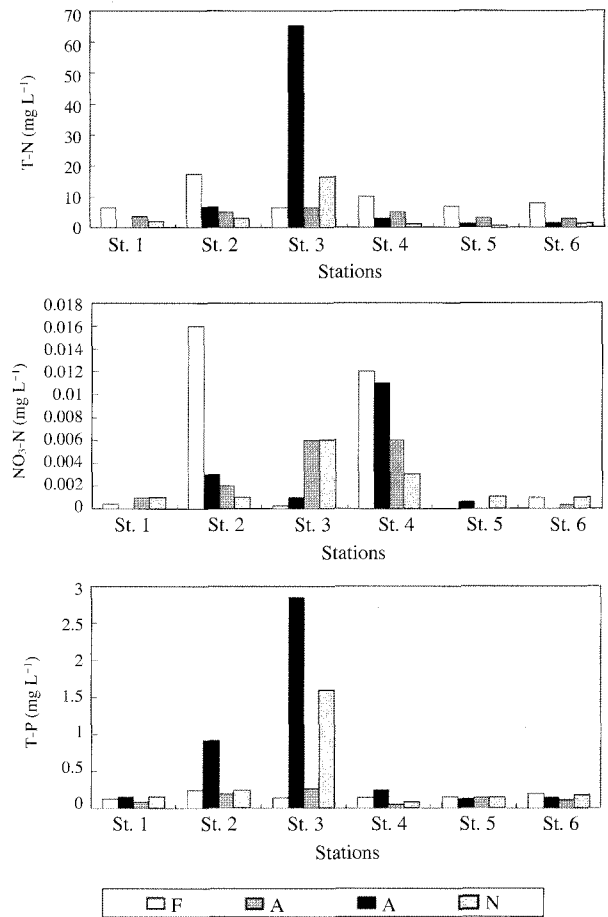 70
60
50
40
30
20
10
0
T-N (mg L⁻¹)
St. 1 St. 2 St. 3 St. 4 St. 5 St. 6
Stations
0.018
0.016
0.014
0.012
0.01
0.008
0.006
0.004
0.002
0
NO₃-N (mg L⁻¹)
St. 1 St. 2 St. 3 St. 4 St. 5 St. 6
Stations
3
2.5
2
1.5
1
0.5
0
T-P (mg L⁻¹)
St. 1 St. 2 St. 3 St. 4 St. 5 St. 6
Stations
F A A N